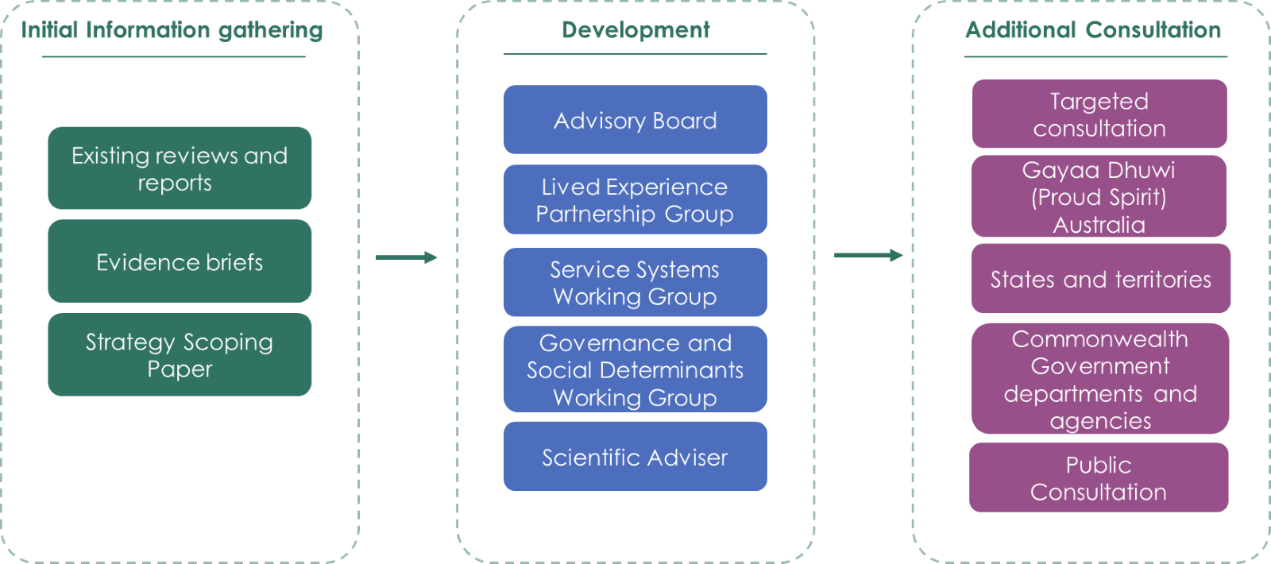 Initial Information gathering
Existing reviews and
reports
Evidence briefs
Strategy Scoping
Paper
Development
Advisory Board
Lived Experience
Partnership Group
Service Systems
Working Group
Governance and
Social Determinants
Working Group
Scientific Adviser
Additional Consultation
Targeted
consultation
Gayaa Dhuwi
(Proud Spirit)
Australia
States and territories
Commonwealth
Government
departments and
agencies
Public
Consultation